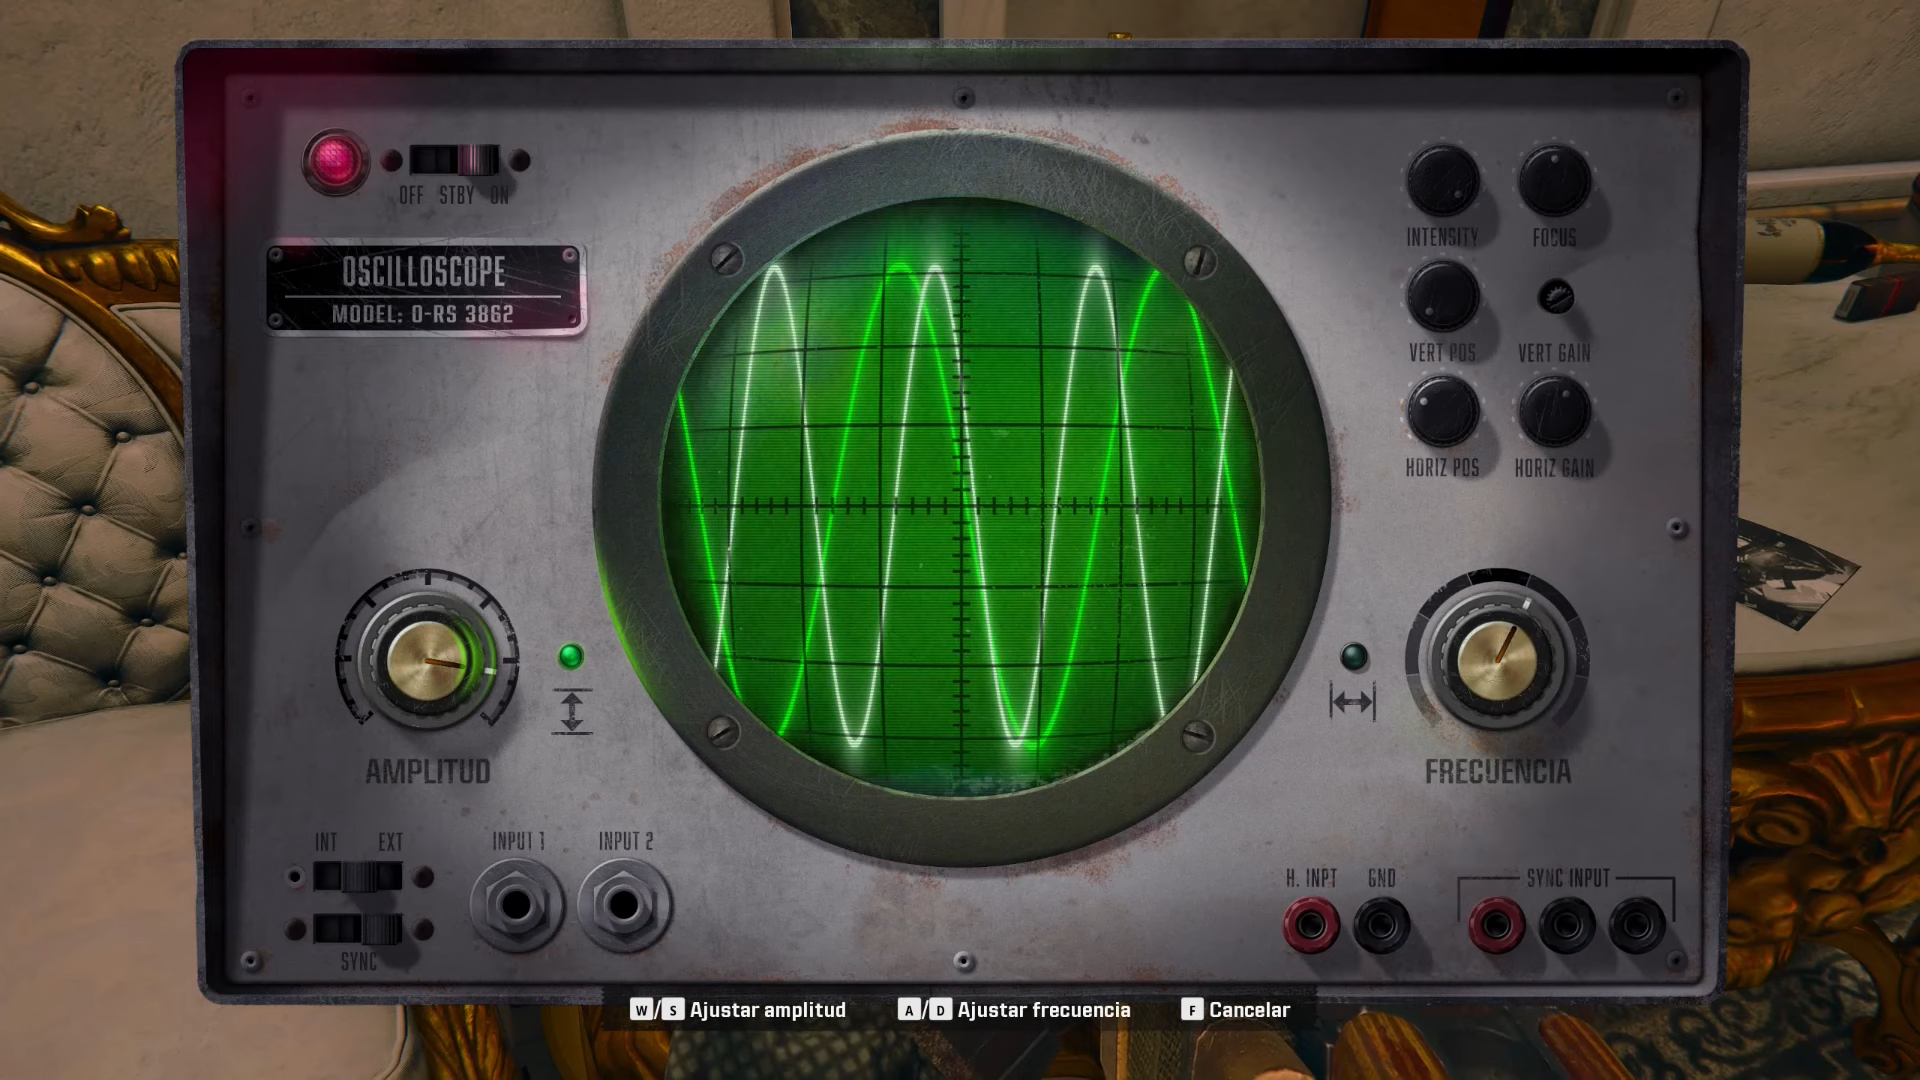 OFF STBY ON
OSCILLOSCOPE
MODEL: O-RS 3862
INTENSITY
FOCUS
VERT POS
VERT GAIN
HORIZ POS
HORIZ GAIN
AMPLITUD
FRECUENCIA
INT
EXT
INPUT 1
INPUT 2
SYNC
H. INPT
GND
SYNC INPUT
W/S Ajustar amplitud
A/D Ajustar frecuencia
F Cancelar